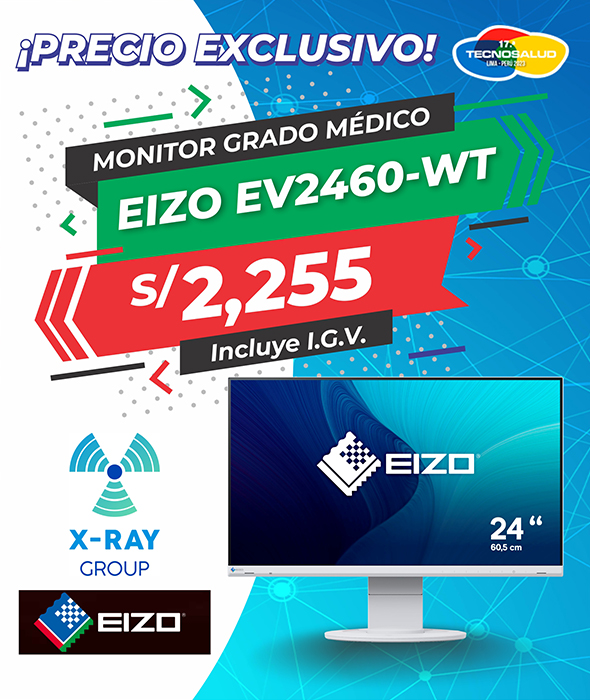 ¡PRECIO EXCLUSIVO!
17ª
TECNOSALUD
LIMA - PERÚ 2023
MONITOR GRADO MÉDICO
EIZO EV2460-WT
S/2,255
Incluye I.G.V.
EIZO
24“
60,5 cm
X-RAY
GROUP
EIZO